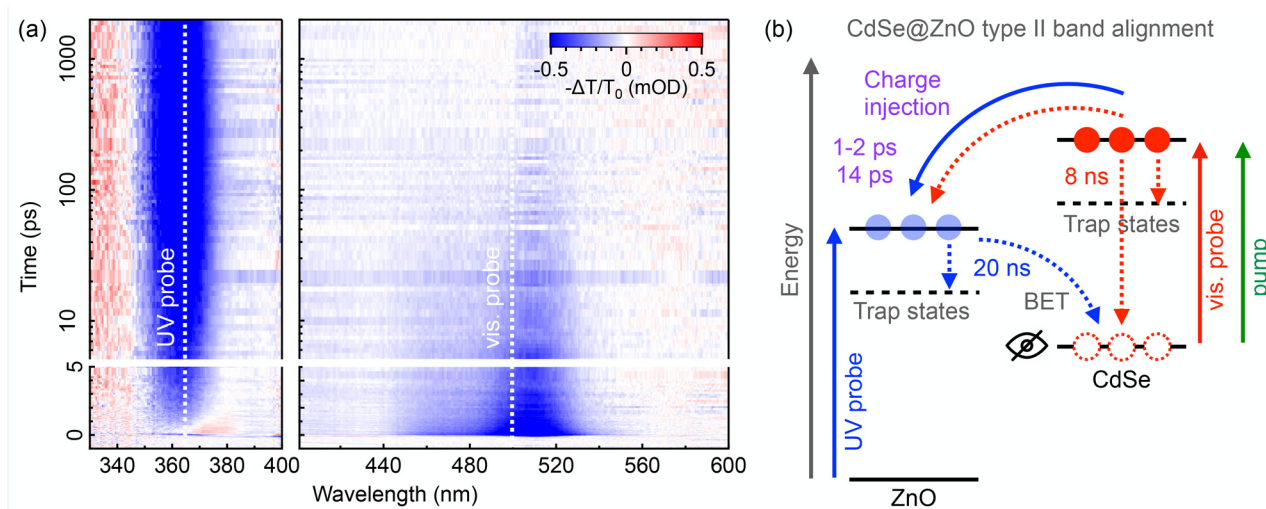 (a)
1000
100
10
5
0
Time (ps)
UV probe
vis. probe
-0.5 0 0.5
-ΔT/T0 (mOD)
340 360 380 400 440 480 520 560 600
Wavelength (nm)
(b)
CdSe@ZnO type II band alignment
Energy
Charge
injection
1-2 ps
14 ps
8 ns
Trap states
20 ns
Trap states
BET
UV probe
vis. probe
pump
CdSe
ZnO